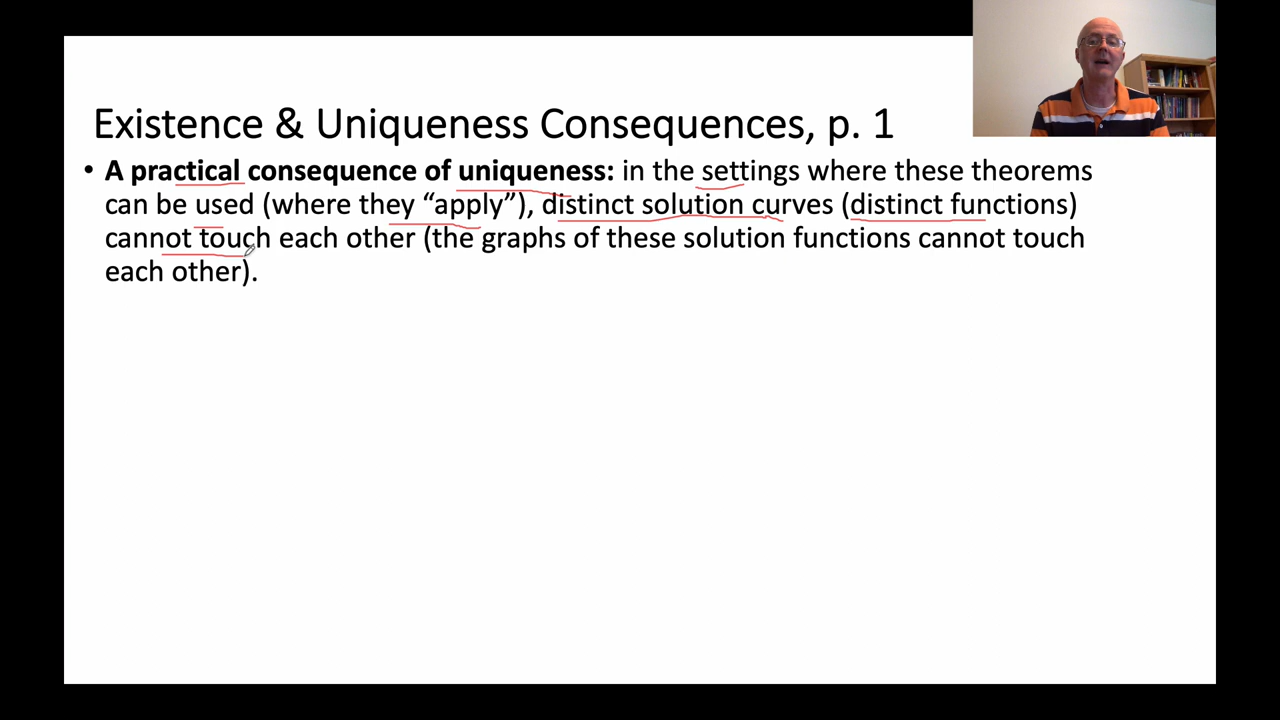 Existence & Uniqueness Consequences, p. 1
• A practical consequence of uniqueness: in the settings where these theorems
can be used (where they “apply”), distinct solution curves (distinct functions)
cannot touch each other (the graphs of these solution functions cannot touch
each other).